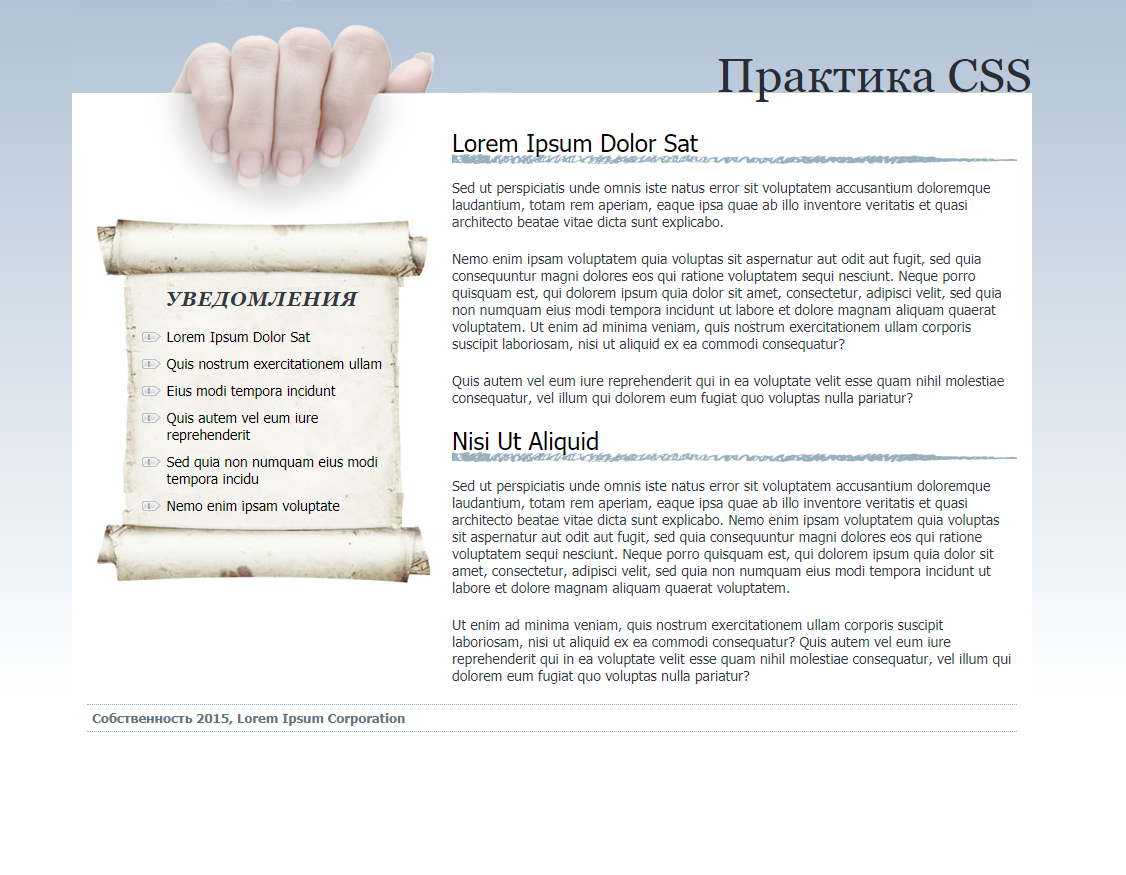 Практика CSS
Lorem Ipsum Dolor Sat
Sed ut perspiciatis unde omnis iste natus error sit voluptatem accusantium doloremque
laudantium, totam rem aperiam, eaque ipsa quae ab illo inventore veritatis et quasi
architecto beatae vitae dicta sunt explicabo.
Nemo enim ipsam voluptatem quia voluptas sit aspernatur aut odit aut fugit, sed quia
consequuntur magni dolores eos qui ratione voluptatem sequi nesciunt. Neque porro
quisquam est, qui dolorem ipsum quia dolor sit amet, consectetur, adipisci velit, sed quia
non numquam eius modi tempora incidunt ut labore et dolore magnam aliquam quaerat
voluptatem. Ut enim ad minima veniam, quis nostrum exercitationem ullam corporis
suscipit laboriosam, nisi ut aliquid ex ea commodi consequatur?
Quis autem vel eum iure reprehenderit qui in ea voluptate velit esse quam nihil molestiae
consequatur, vel illum qui dolorem eum fugiat quo voluptas nulla pariatur?
Nisi Ut Aliquid
Sed ut perspiciatis unde omnis iste natus error sit voluptatem accusantium doloremque
laudantium, totam rem aperiam, eaque ipsa quae ab illo inventore veritatis et quasi
architecto beatae vitae dicta sunt explicabo. Nemo enim ipsam voluptatem quia voluptas
sit aspernatur aut odit aut fugit, sed quia consequuntur magni dolores eos qui ratione
voluptatem sequi nesciunt. Neque porro quisquam est, qui dolorem ipsum quia dolor sit
amet, consectetur, adipisci velit, sed quia non numquam eius modi tempora incidunt ut
labore et dolore magnam aliquam quaerat voluptatem.
Ut enim ad minima veniam, quis nostrum exercitationem ullam corporis suscipit
laboriosam, nisi ut aliquid ex ea commodi consequatur? Quis autem vel eum iure
reprehenderit qui in ea voluptate velit esse quam nihil molestiae consequatur, vel illum qui
dolorem eum fugiat quo voluptas nulla pariatur?
УВЕДОМЛЕНИЯ
Lorem Ipsum Dolor Sat
Quis nostrum exercitationem ullam
Eius modi tempora incidunt
Quis autem vel eum iure
reprehenderit
Sed quia non numquam eius modi
tempora incidu
Nemo enim ipsam voluptate
Собственность 2015, Lorem Ipsum Corporation